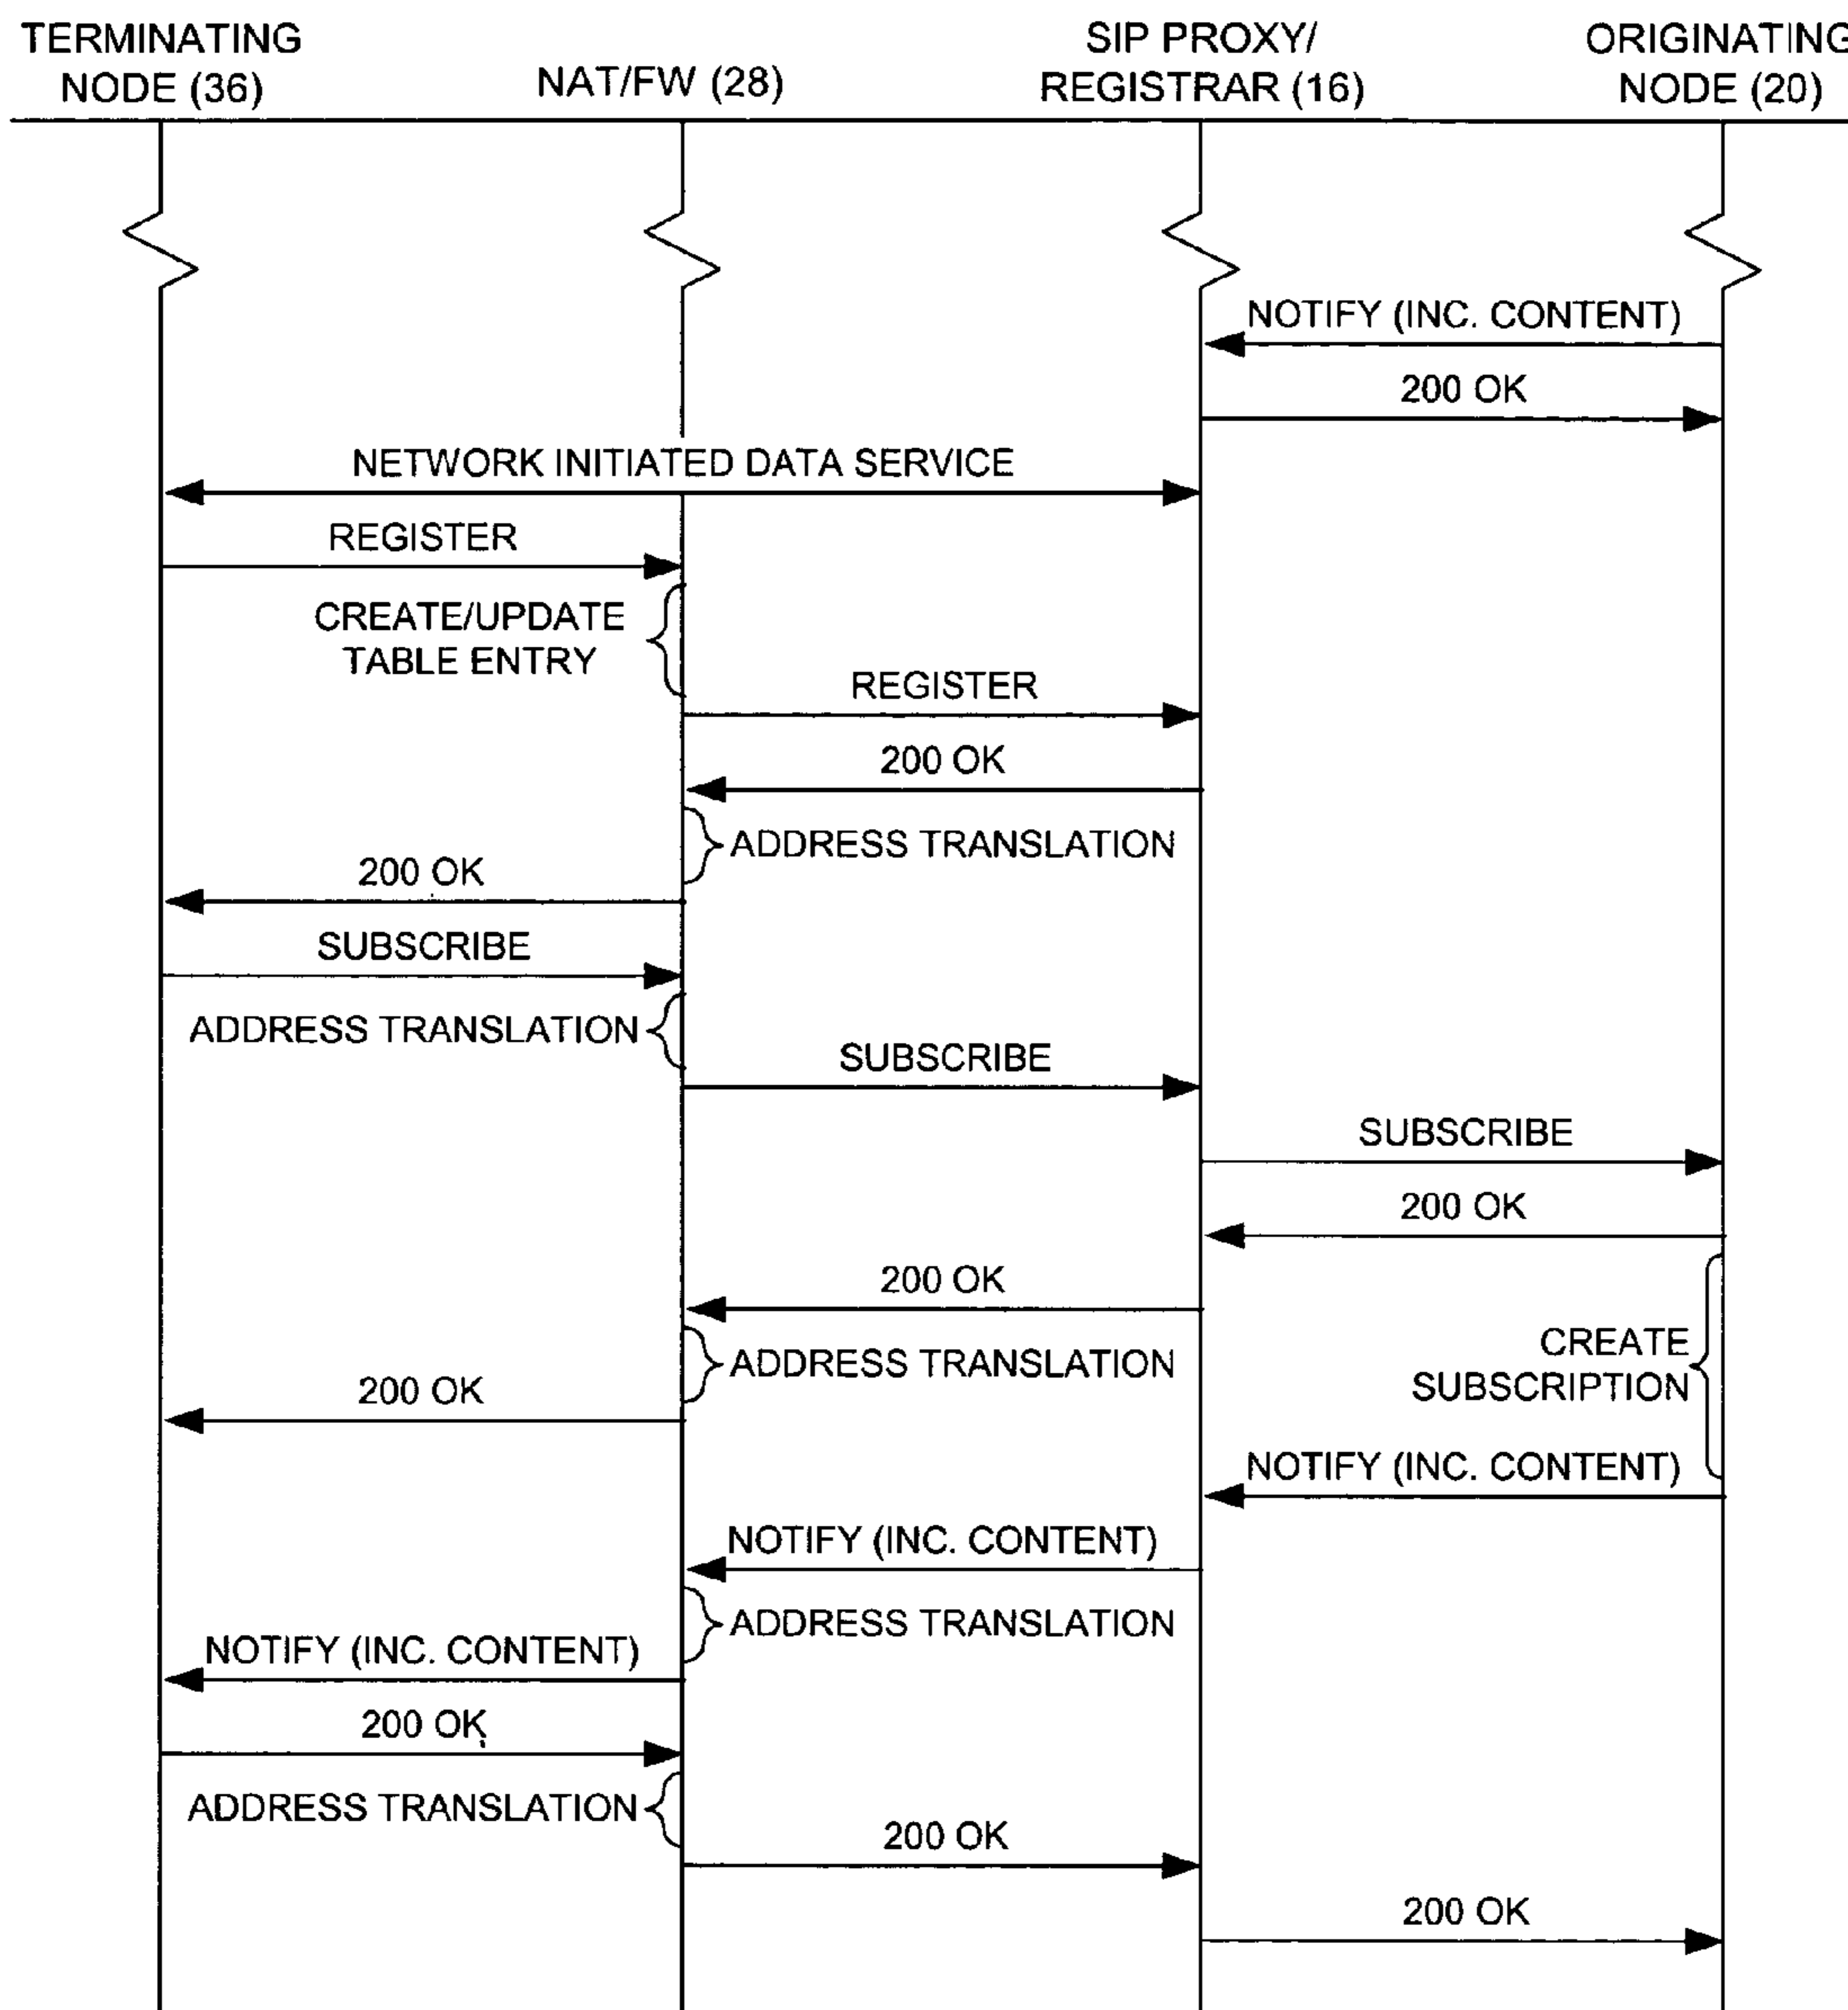 TERMINATING
NODE (36)
NAT/FW (28)
SIP PROXY/
REGISTRAR (16)
ORIGINATING
NODE (20)
NOTIFY (INC. CONTENT)
200 OK
NETWORK INITIATED DATA SERVICE
REGISTER
CREATE/UPDATE
TABLE ENTRY
REGISTER
200 OK
ADDRESS TRANSLATION
200 OK
SUBSCRIBE
ADDRESS TRANSLATION
SUBSCRIBE
SUBSCRIBE
200 OK
200 OK
CREATE
SUBSCRIPTION
ADDRESS TRANSLATION
200 OK
NOTIFY (INC. CONTENT)
NOTIFY (INC. CONTENT)
ADDRESS TRANSLATION
NOTIFY (INC. CONTENT)
200 OK
ADDRESS TRANSLATION
200 OK
200 OK